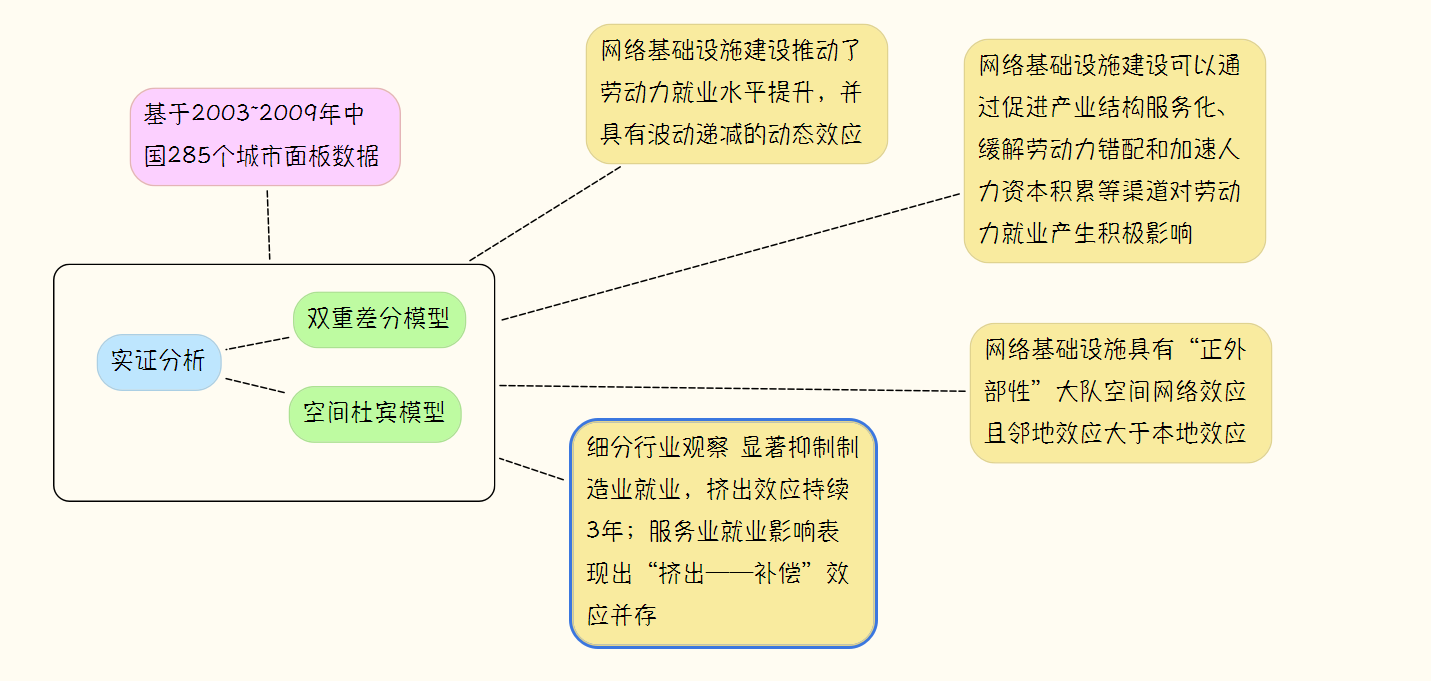 基于2003~2009年中
国285个城市面板数据
实证分析
双重差分模型
空间杜宾模型
网络基础设施建设推动了
劳动力就业水平提升，并
具有波动递减的动态效应
网络基础设施建设可以通
过促进产业结构服务化、
缓解劳动力错配和加速人
力资本积累等渠道对劳动
力就业产生积极影响
网络基础设施具有“正外
部性”大队空间网络效应
且邻地效应大于本地效应
细分行业观察 显著抑制制
造业就业，挤出效应持续
3年；服务业就业影响表
现出“挤出——补偿”效
应并存